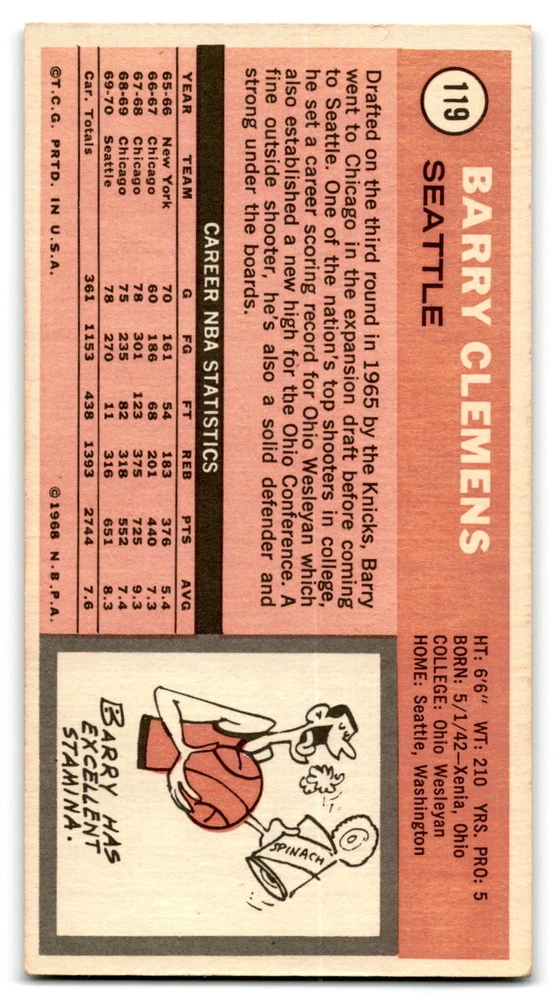 119
BARRY CLEMENS
SEATTLE
HT: 6'6" WT: 210 YRS. PRO: 5
BORN: 5/1/42—Xenia, Ohio
COLLEGE: Ohio Wesleyan
HOME: Seattle, Washington
Drafted on the third round in 1965 by the Knicks, Barry
went to Chicago in the expansion draft before coming
to Seattle. One of the nation's top shooters in college,
he set a career scoring record for Ohio Wesleyan which
also established a new high for the Ohio Conference. A
fine outside shooter, he's also a solid defender and
strong under the boards.
CAREER NBA STATISTICS
YEAR TEAM G FG FT REB PTS AVG
65-66 New York 70 161 54 183 376 5.4
66-67 Chicago 60 186 68 201 440 7.3
67-68 Chicago 78 301 123 375 725 9.3
68-69 Chicago 75 235 82 318 552 7.4
69-70 Seattle 78 270 11 316 651 8.3
Car. Totals 361 1153 438 1393 2744 7.6
©T.C.G. PRTD. IN U.S.A. ©1968 N.B.P.A.
SPINACH
BARRY HAS
EXCELLENT
STAMINA.